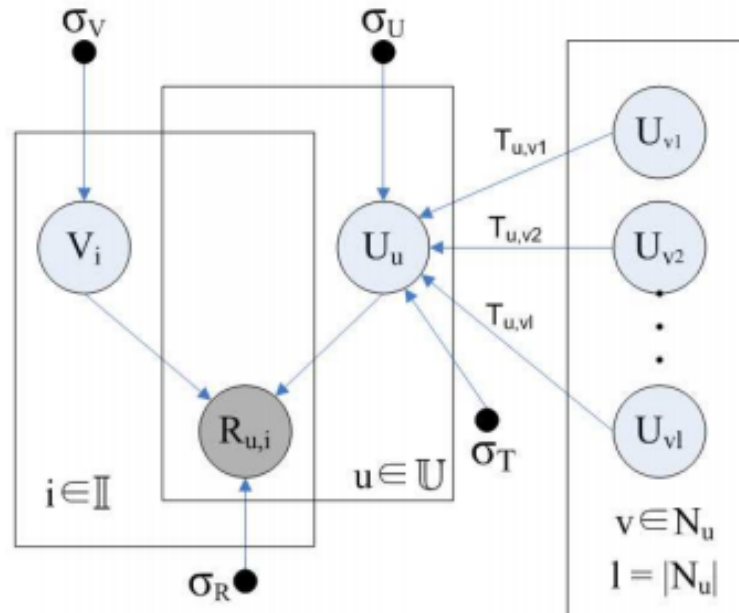 σV
σU
Tu,v1
Uv1
Vi
Uu
Tu,v2
Uv2
Tu,vl
Ru,i
Uvl
σT
i∈𝕀
u∈𝕌
v∈Nu
l = |Nu|
σR